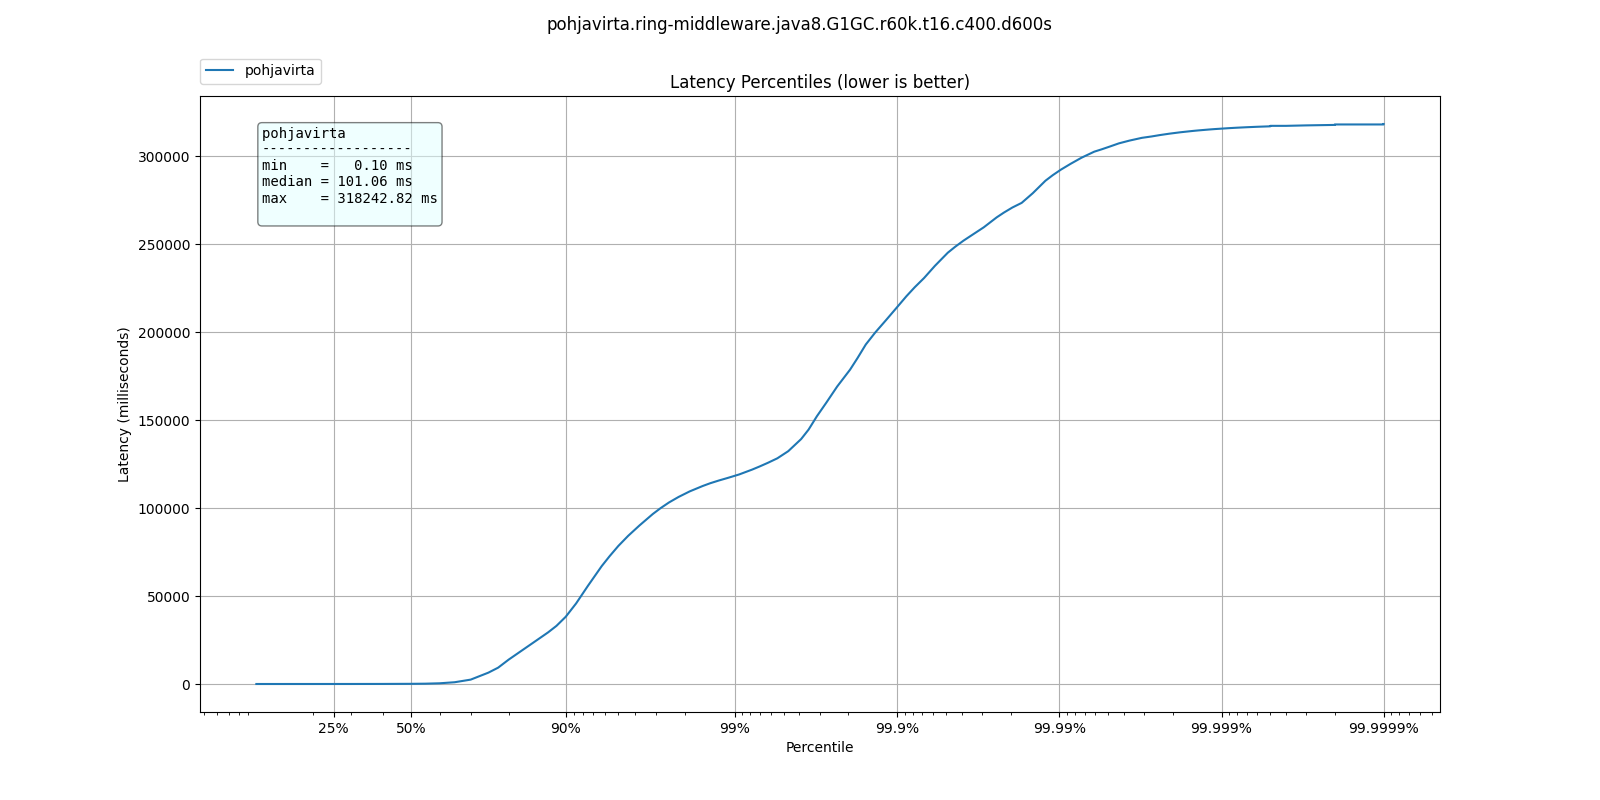 pohjavirta.ring-middleware.java8.G1GC.r60k.t16.c400.d600s
pohjavirta
Latency Percentiles (lower is better)
pohjavirta
------------------
min    =   0.10 ms
median = 101.06 ms
max    = 318242.82 ms
300000
250000
200000
150000
100000
50000
0
Latency (milliseconds)
25% 50% 90% 99% 99.9% 99.99% 99.999% 99.9999%
Percentile